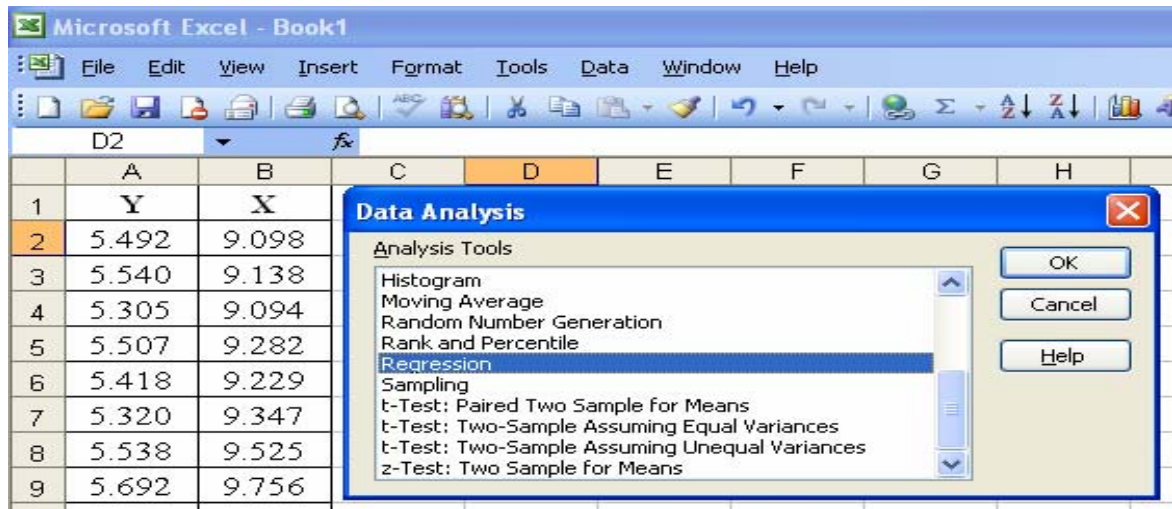 Microsoft Excel - Book1
File Edit View Insert Format Tools Data Window Help
D2 fx
A B C D E F G H
1 Y X
2 5.492 9.098
3 5.540 9.138
4 5.305 9.094
5 5.507 9.282
6 5.418 9.229
7 5.320 9.347
8 5.538 9.525
9 5.692 9.756
Data Analysis
Analysis Tools
Histogram
Moving Average
Random Number Generation
Rank and Percentile
Regression
Sampling
t-Test: Paired Two Sample for Means
t-Test: Two-Sample Assuming Equal Variances
t-Test: Two-Sample Assuming Unequal Variances
z-Test: Two Sample for Means
OK
Cancel
Help